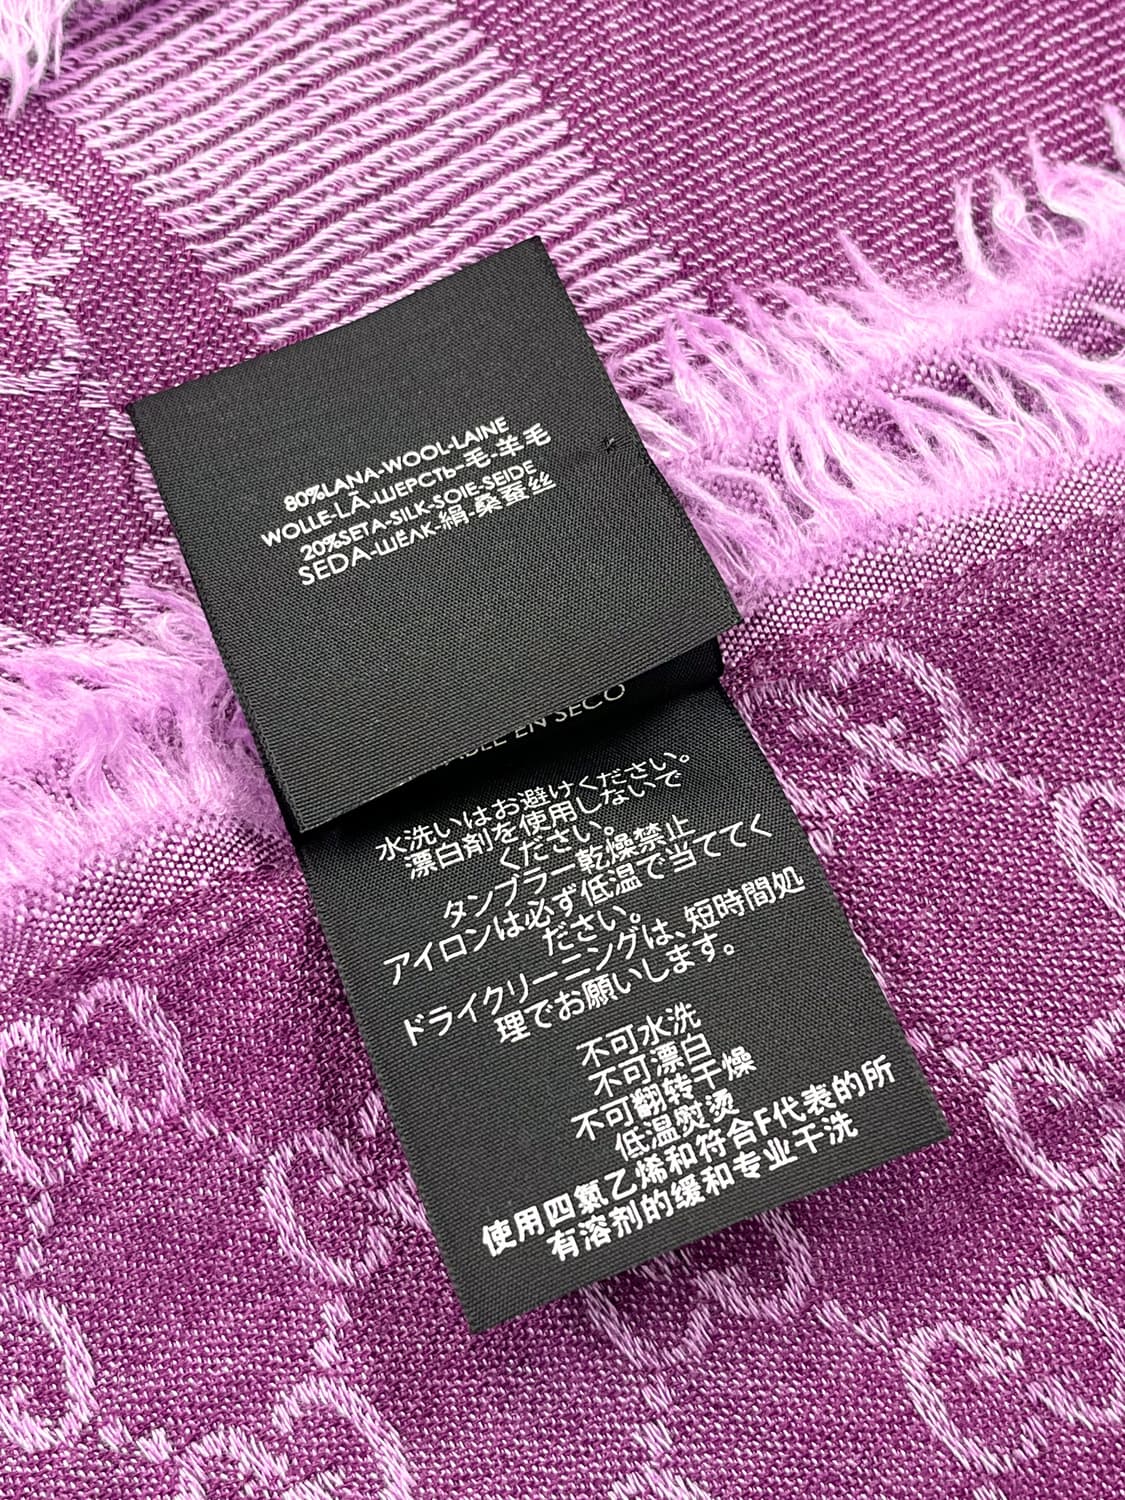 80%LANA-WOOL-LAINE
WOLLE-LÃ-ШЕРСТЬ-毛-羊毛
20%SETA-SILK-SOIE-SEIDE
SEDA-ШЁЛК-絹-桑蚕丝
EN SECO
水洗いはお避けください。
漂白剤を使用しないで
ください。
タンブラー乾燥禁止
アイロンは必ず低温で当ててく
ださい。
ドライクリーニングは、短時間処
理でお願いします。
不可水洗
不可漂白
不可翻转干燥
低温熨烫
使用四氯乙烯和符合F代表的所
有溶剂的缓和专业干洗